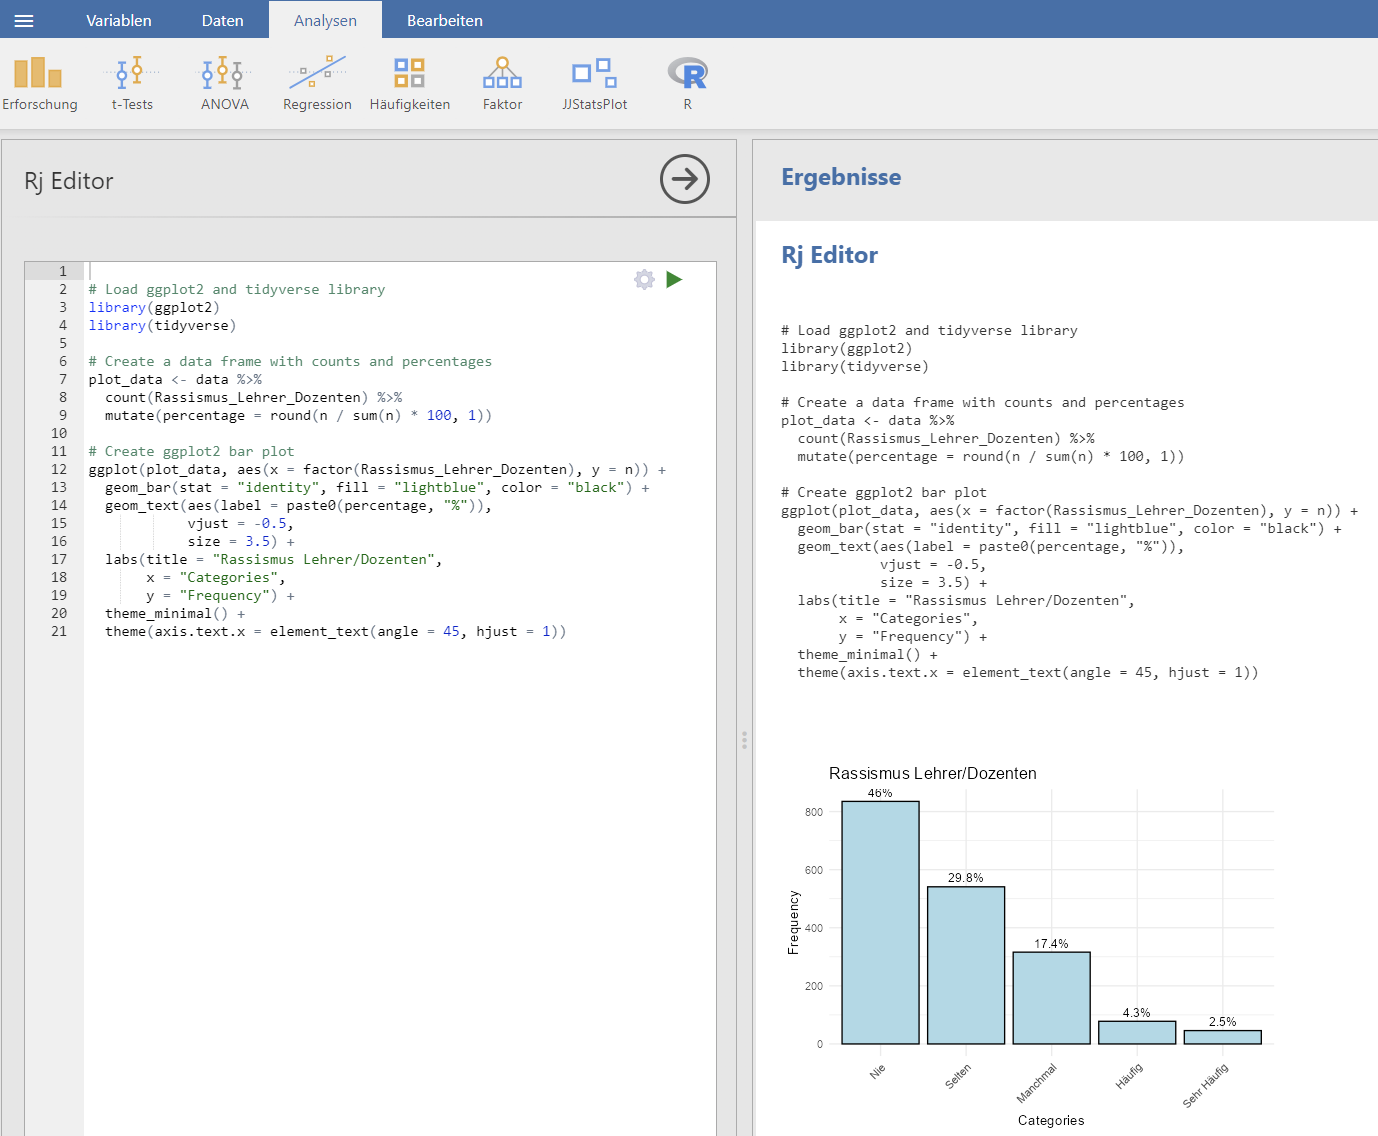 Variablen Daten Analysen Bearbeiten
Erforschung t-Tests ANOVA Regression Häufigkeiten Faktor JJStatsPlot R
Rj Editor
1
2 # Load ggplot2 and tidyverse library
3 library(ggplot2)
4 library(tidyverse)
5
6 # Create a data frame with counts and percentages
7 plot_data <- data %>%
8   count(Rassismus_Lehrer_Dozenten) %>%
9   mutate(percentage = round(n / sum(n) * 100, 1))
10
11 # Create ggplot2 bar plot
12 ggplot(plot_data, aes(x = factor(Rassismus_Lehrer_Dozenten), y = n)) +
13   geom_bar(stat = "identity", fill = "lightblue", color = "black") +
14   geom_text(aes(label = paste0(percentage, "%")),
15             vjust = -0.5,
16             size = 3.5) +
17   labs(title = "Rassismus Lehrer/Dozenten",
18        x = "Categories",
19        y = "Frequency") +
20   theme_minimal() +
21   theme(axis.text.x = element_text(angle = 45, hjust = 1))
Ergebnisse
Rj Editor
# Load ggplot2 and tidyverse library
library(ggplot2)
library(tidyverse)
# Create a data frame with counts and percentages
plot_data <- data %>%
  count(Rassismus_Lehrer_Dozenten) %>%
  mutate(percentage = round(n / sum(n) * 100, 1))
# Create ggplot2 bar plot
ggplot(plot_data, aes(x = factor(Rassismus_Lehrer_Dozenten), y = n)) +
  geom_bar(stat = "identity", fill = "lightblue", color = "black") +
  geom_text(aes(label = paste0(percentage, "%")),
            vjust = -0.5,
            size = 3.5) +
  labs(title = "Rassismus Lehrer/Dozenten",
       x = "Categories",
       y = "Frequency") +
  theme_minimal() +
  theme(axis.text.x = element_text(angle = 45, hjust = 1))
Rassismus Lehrer/Dozenten
46%
800
600
29.8%
Frequency
400
17.4%
200
4.3%
2.5%
0
Nie Selten Manchmal Häufig Sehr Häufig
Categories